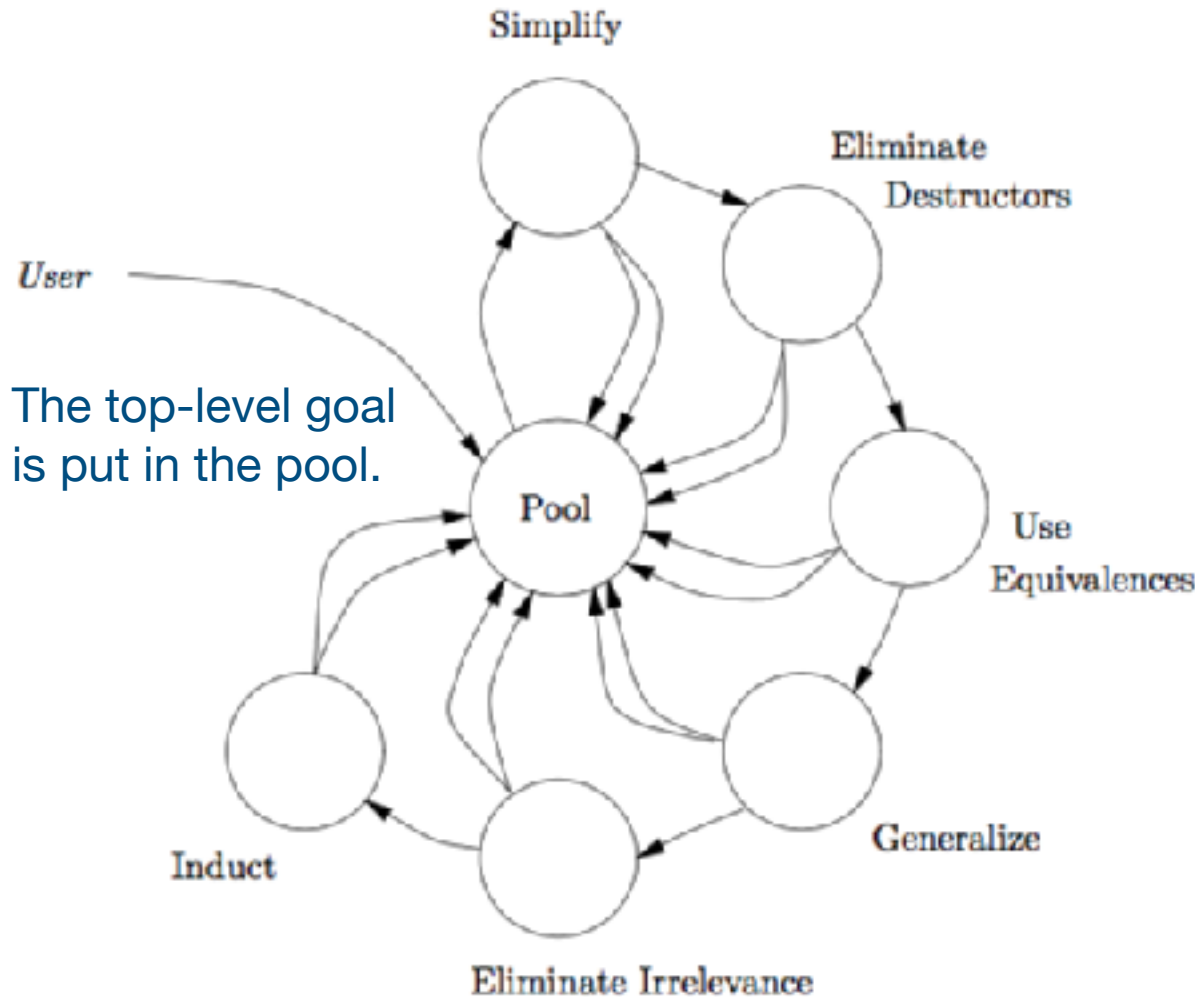 Simplify
Eliminate
Destructors
User
The top-level goal
is put in the pool.
Pool
Use
Equivalences
Generalize
Induct
Eliminate Irrelevance